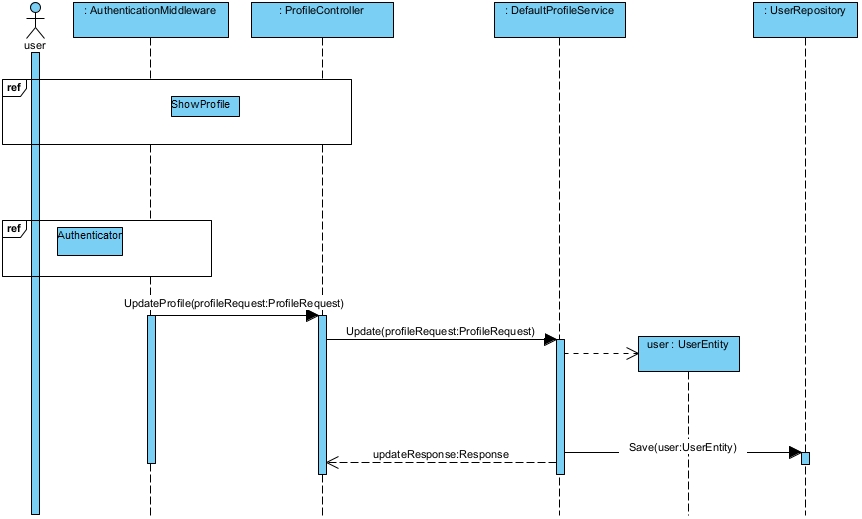 : AuthenticationMiddleware
: ProfileController
: DefaultProfileService
: UserRepository
user
ref
ShowProfile
ref
Authenticator
UpdateProfile(profileRequest:ProfileRequest)
Update(profileRequest:ProfileRequest)
user : UserEntity
Save(user:UserEntity)
updateResponse:Response